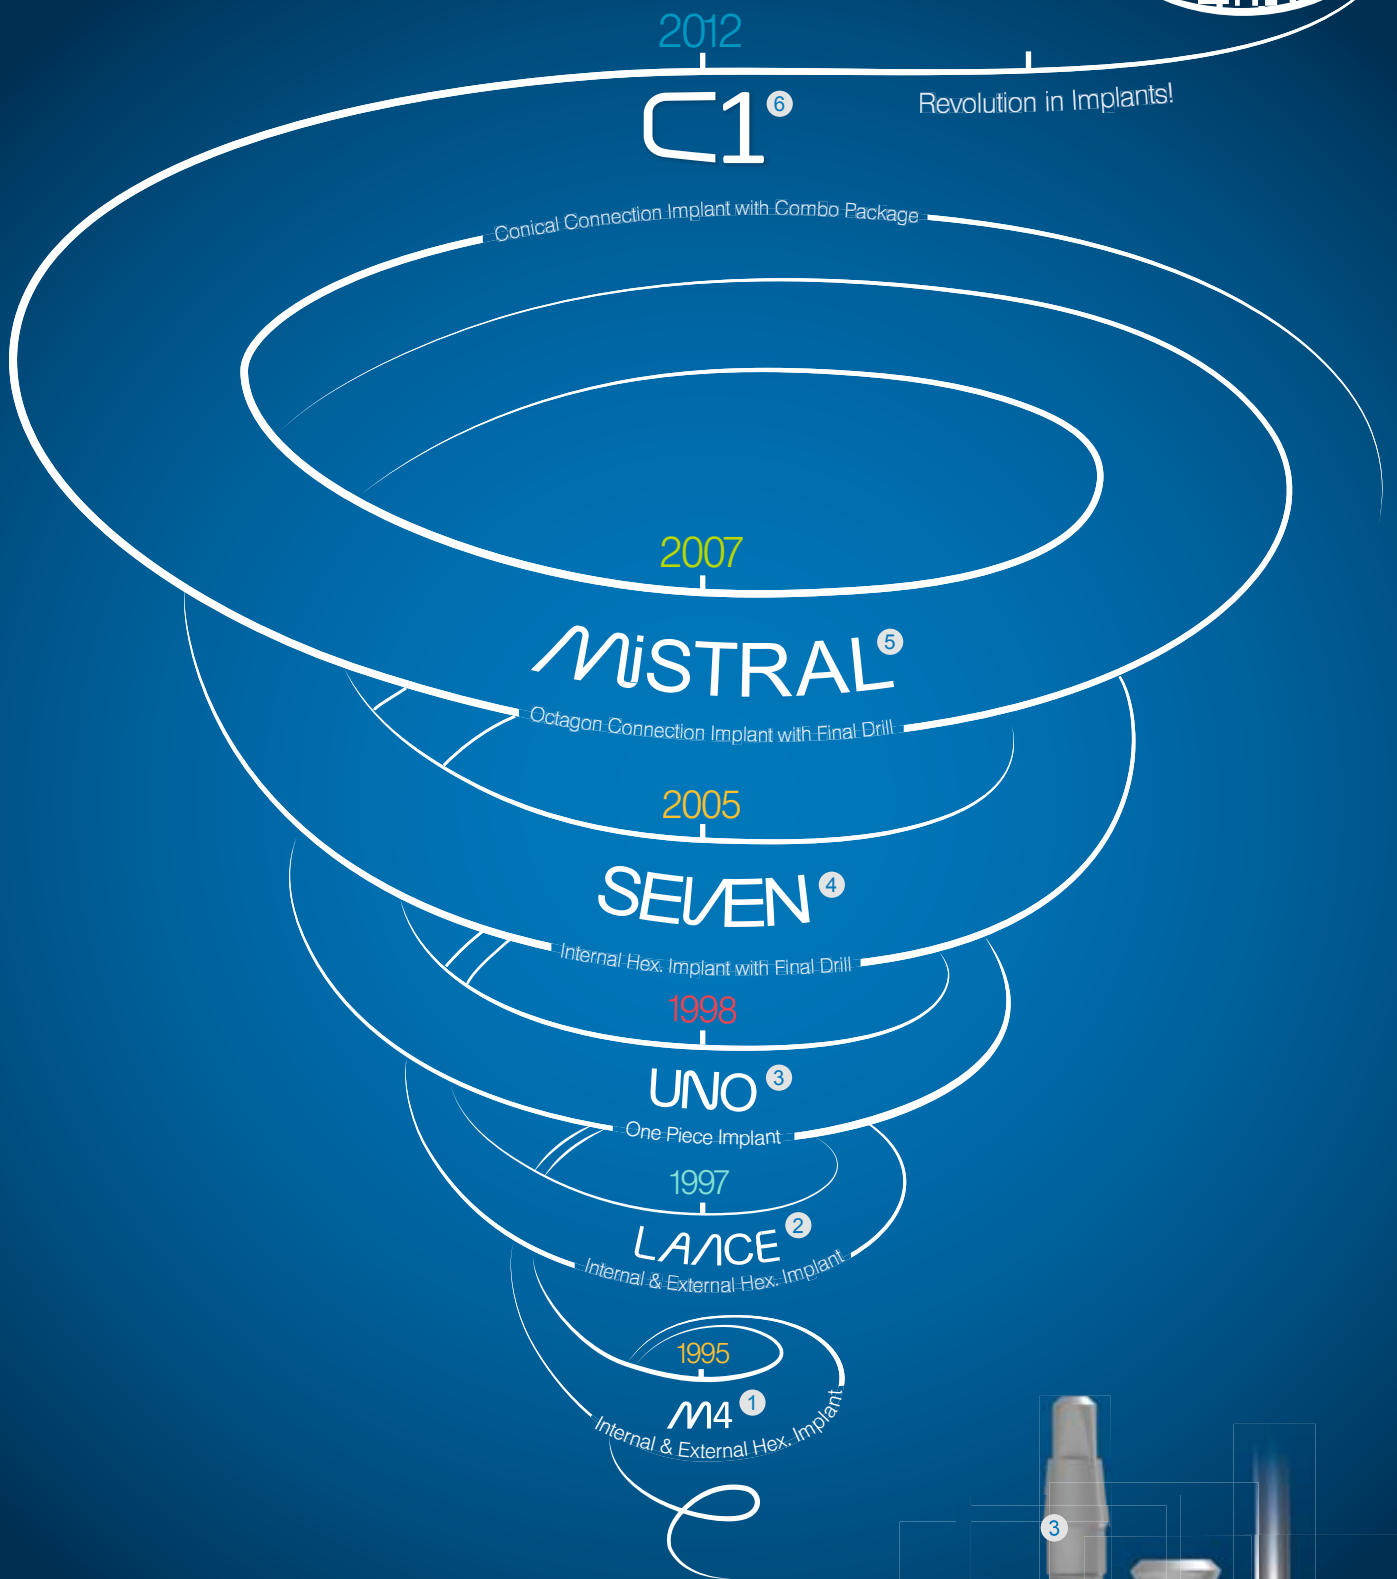 2012
C1 6
Revolution in Implants!
Conical Connection Implant with Combo Package
2007
MiSTRAL 5
Octagon Connection Implant with Final Drill
2005
SEVEN 4
Internal Hex. Implant with Final Drill
1998
UNO 3
One Piece Implant
1997
LANCE 2
Internal & External Hex. Implant
1995
M4 1
Internal & External Hex. Implant
3